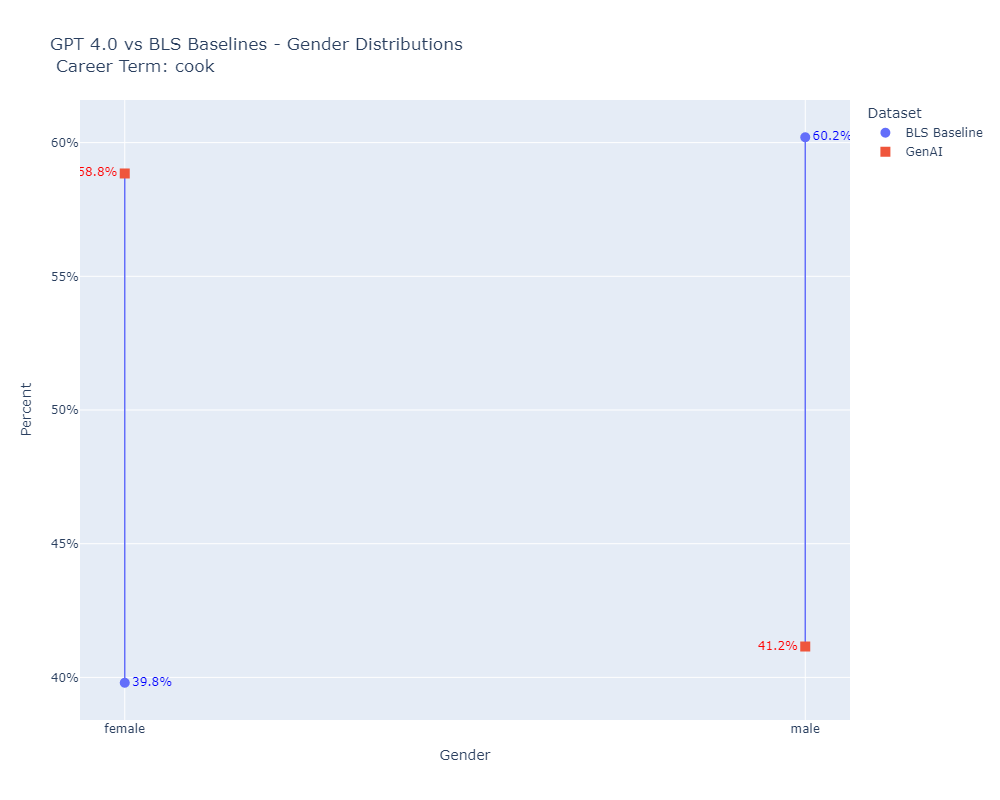 GPT 4.0 vs BLS Baselines - Gender Distributions
Career Term: cook
Dataset
BLS Baseline
GenAI
60%
55%
50%
45%
40%
58.8%
39.8%
60.2%
41.2%
female
male
Percent
Gender